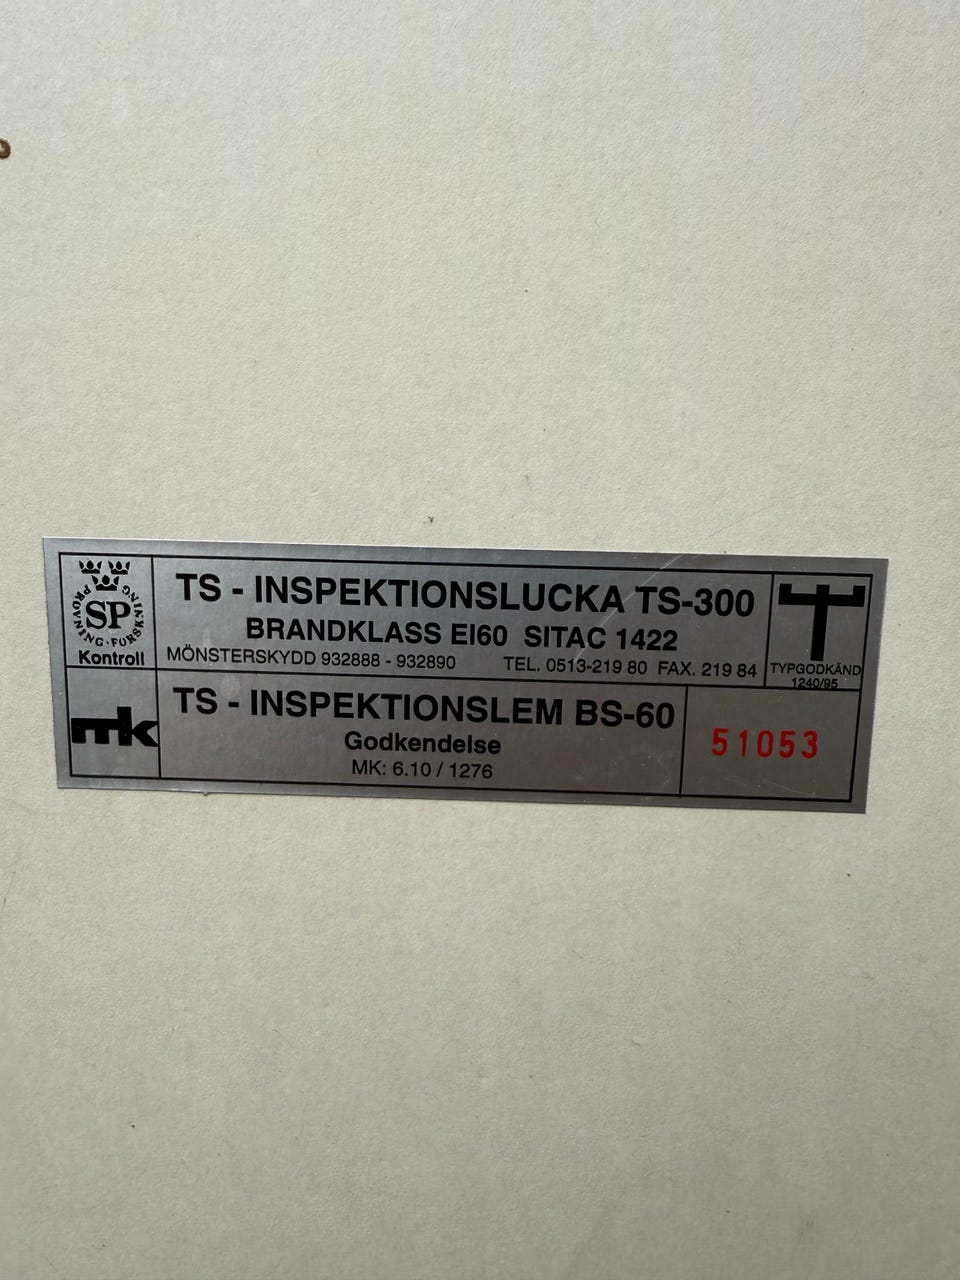 SP
PROVNING · FORSKNING
Kontroll
TS - INSPEKTIONSLUCKA TS-300
BRANDKLASS EI60 SITAC 1422
MÖNSTERSKYDD 932888 - 932890 TEL. 0513-219 80 FAX. 219 84
TYPGODKÄND
1240/95
mk
TS - INSPEKTIONSLEM BS-60
Godkendelse
MK: 6.10 / 1276
51053